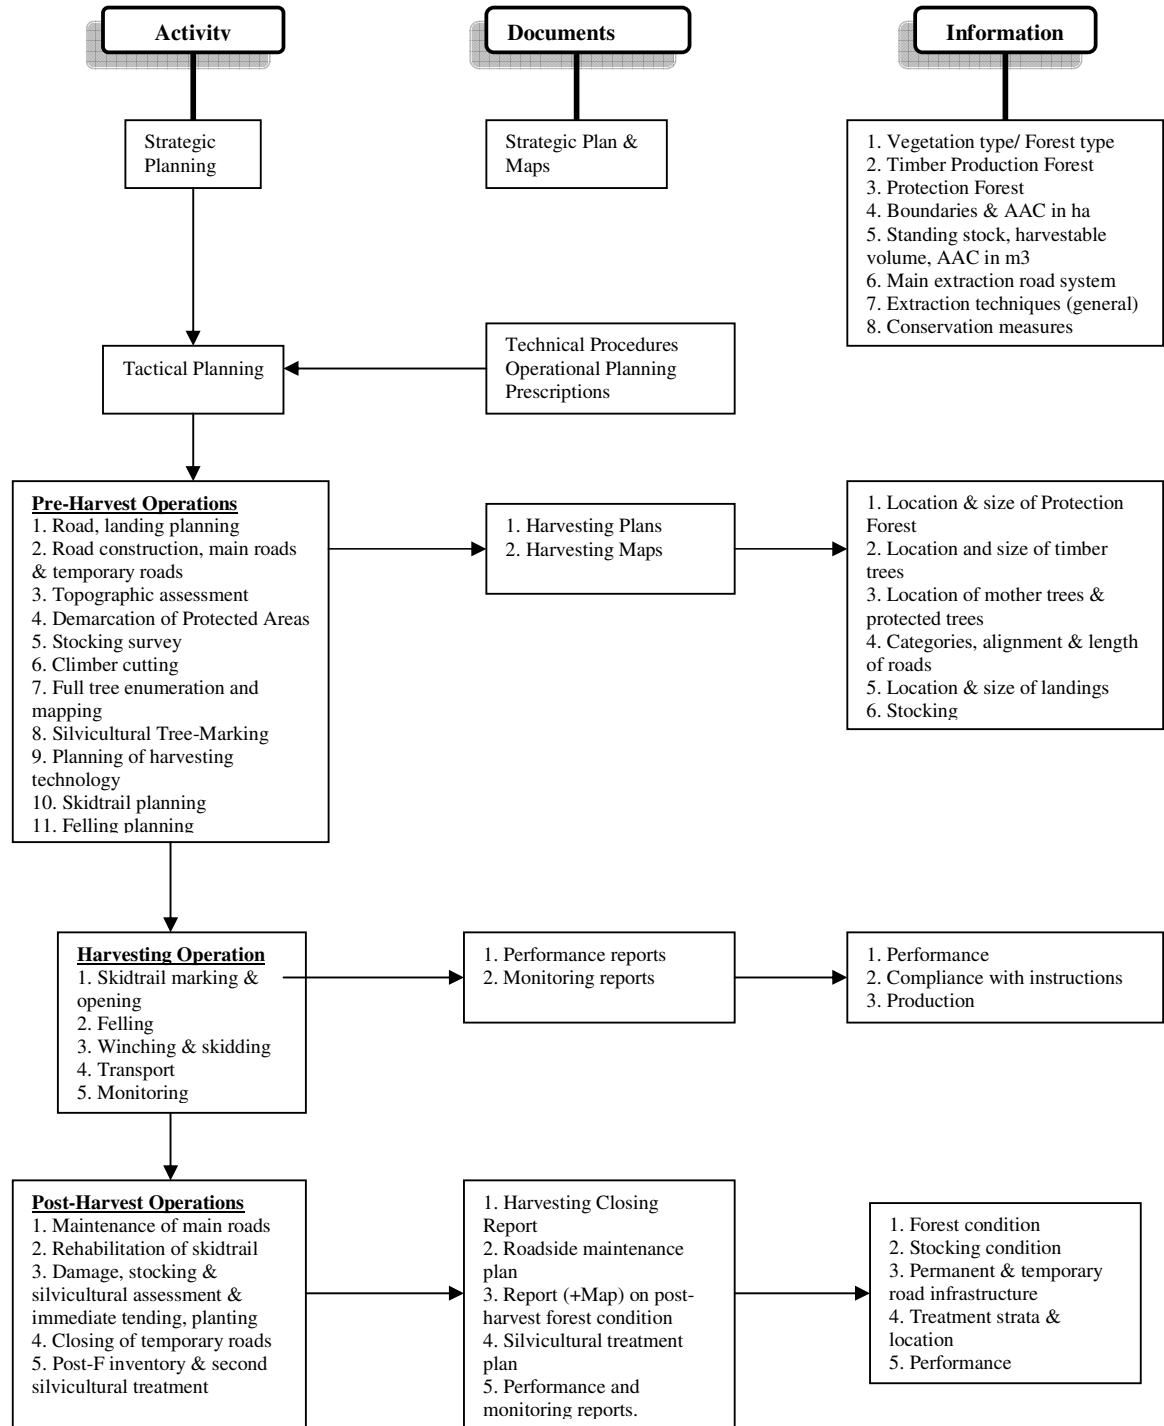 Activity
Documents
Information
Strategic
Planning
Strategic Plan &
Maps
1. Vegetation type/ Forest type
2. Timber Production Forest
3. Protection Forest
4. Boundaries & AAC in ha
5. Standing stock, harvestable
volume, AAC in m3
6. Main extraction road system
7. Extraction techniques (general)
8. Conservation measures
Tactical Planning
Technical Procedures
Operational Planning
Prescriptions
Pre-Harvest Operations
1. Road, landing planning
2. Road construction, main roads
& temporary roads
3. Topographic assessment
4. Demarcation of Protected Areas
5. Stocking survey
6. Climber cutting
7. Full tree enumeration and
mapping
8. Silvicultural Tree-Marking
9. Planning of harvesting
technology
10. Skidtrail planning
11. Felling planning
1. Harvesting Plans
2. Harvesting Maps
1. Location & size of Protection
Forest
2. Location and size of timber
trees
3. Location of mother trees &
protected trees
4. Categories, alignment & length
of roads
5. Location & size of landings
6. Stocking
Harvesting Operation
1. Skidtrail marking &
opening
2. Felling
3. Winching & skidding
4. Transport
5. Monitoring
1. Performance reports
2. Monitoring reports
1. Performance
2. Compliance with instructions
3. Production
Post-Harvest Operations
1. Maintenance of main roads
2. Rehabilitation of skidtrail
3. Damage, stocking &
silvicultural assessment &
immediate tending, planting
4. Closing of temporary roads
5. Post-F inventory & second
silvicultural treatment
1. Harvesting Closing
Report
2. Roadside maintenance
plan
3. Report (+Map) on post-
harvest forest condition
4. Silvicultural treatment
plan
5. Performance and
monitoring reports.
1. Forest condition
2. Stocking condition
3. Permanent & temporary
road infrastructure
4. Treatment strata &
location
5. Performance